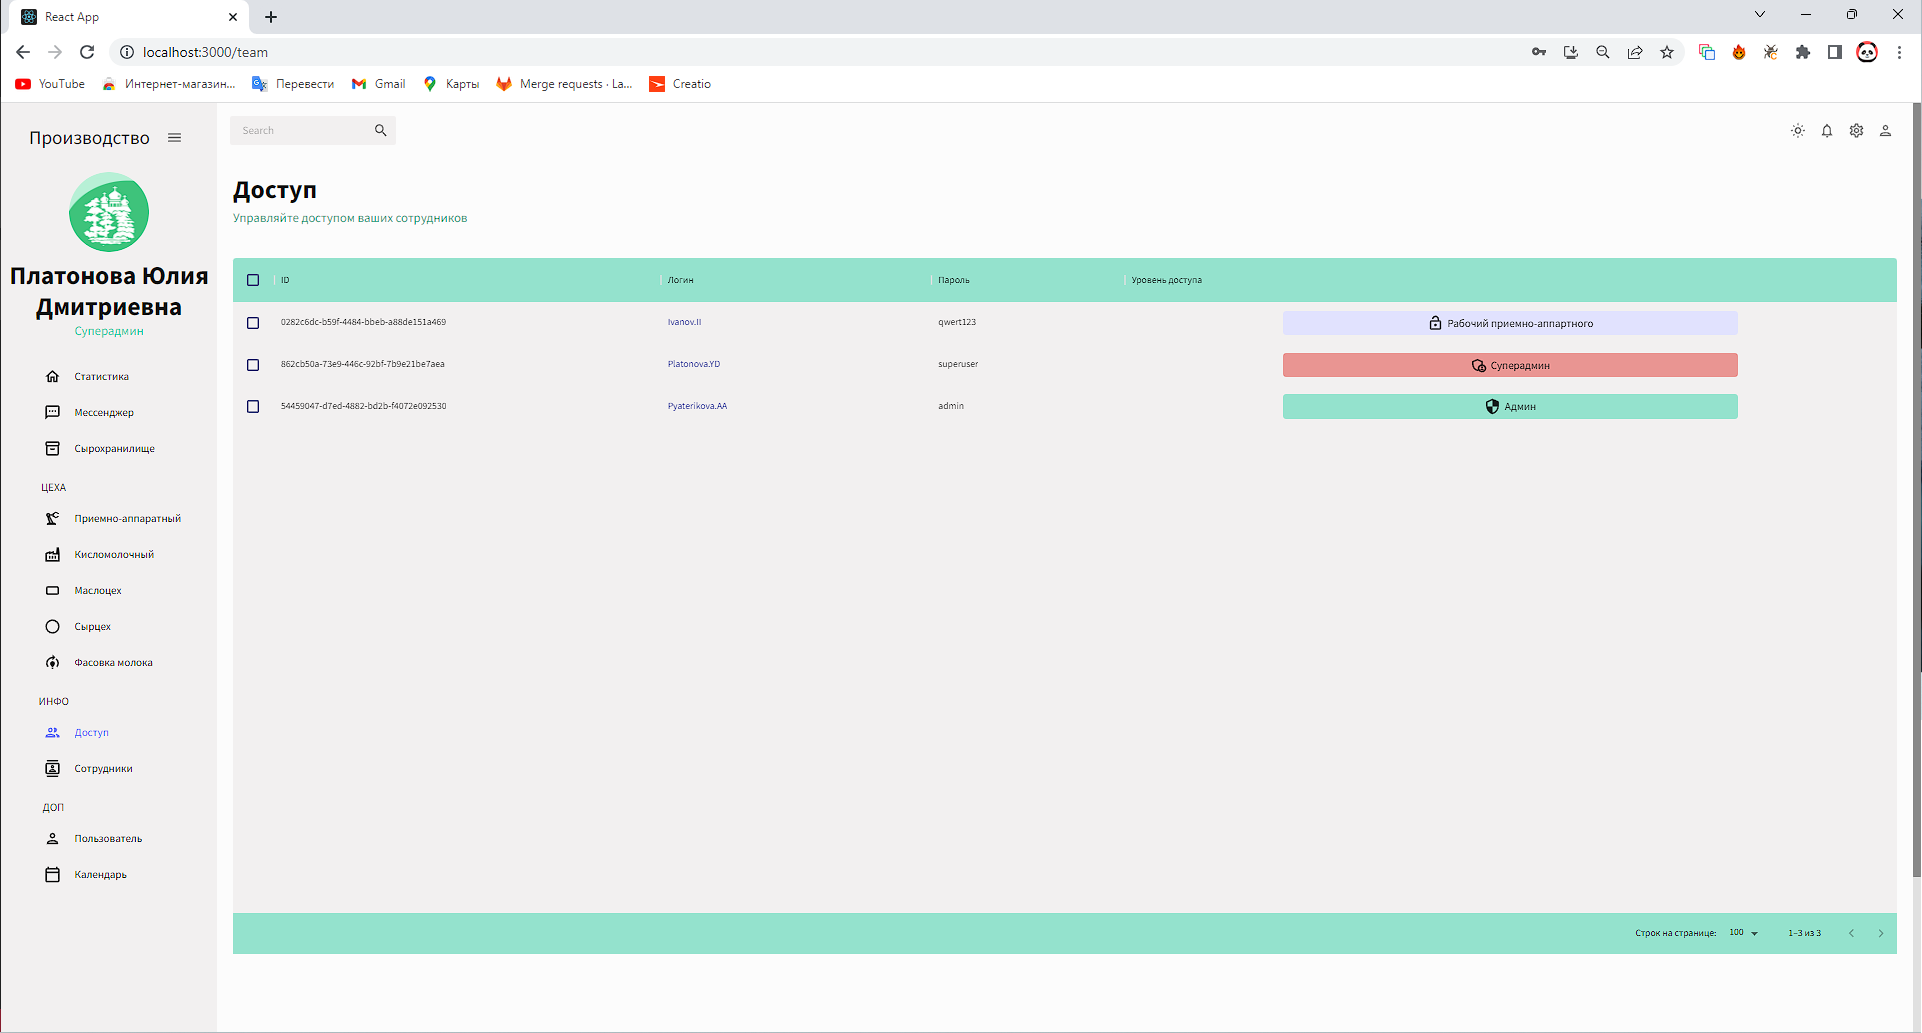 React App
localhost:3000/team
YouTube
Интернет-магазин...
Перевести
Gmail
Карты
Merge requests · La...
Creatio
Производство
Search
Платонова Юлия
Дмитриевна
Суперадмин
Статистика
Мессенджер
Сырохранилище
ЦЕХА
Приемно-аппаратный
Кисломолочный
Маслоцех
Сырцех
Фасовка молока
ИНФО
Доступ
Сотрудники
ДОП
Пользователь
Календарь
Доступ
Управляйте доступом ваших сотрудников
ID Логин Пароль Уровень доступа
0282c6dc-b59f-4484-bbeb-a88de151a469 Ivanov.II qwert123 Рабочий приемно-аппартного
862cb50a-73e9-446c-92bf-7b9e21be7aea Platonova.YD superuser Суперадмин
54459047-d7ed-4882-bd2b-f4072e092530 Pyaterikova.AA admin Админ
Строк на странице: 100 1–3 из 3